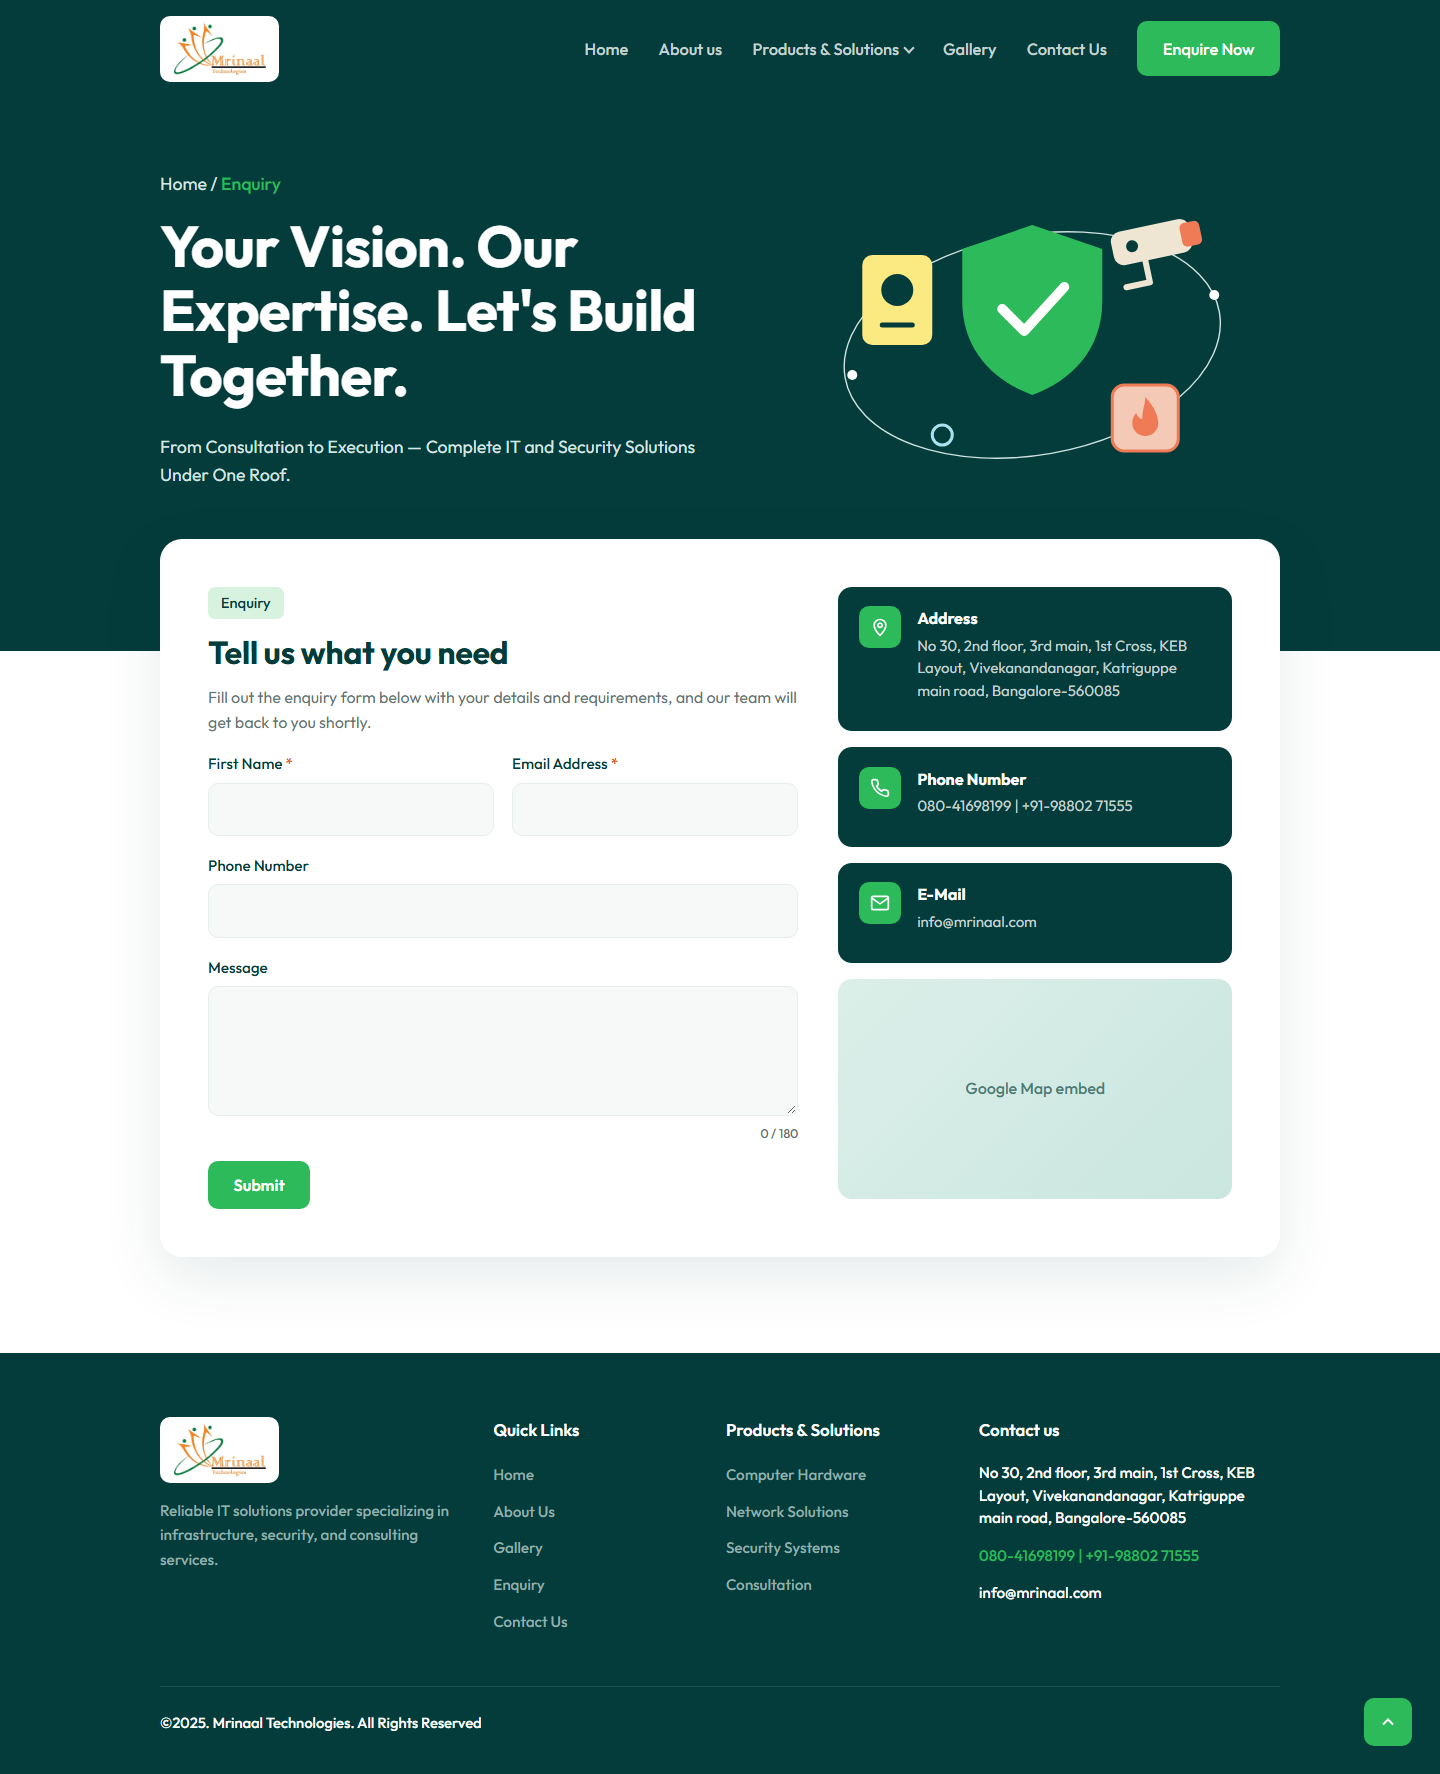 Mrinaal
Technologies
Home
About us
Products & Solutions
Gallery
Contact Us
Enquire Now
Home / Enquiry
Your Vision. Our
Expertise. Let's Build
Together.
From Consultation to Execution — Complete IT and Security Solutions
Under One Roof.
Enquiry
Tell us what you need
Fill out the enquiry form below with your details and requirements, and our team will
get back to you shortly.
First Name *
Email Address *
Phone Number
Message
0 / 180
Submit
Address
No 30, 2nd floor, 3rd main, 1st Cross, KEB
Layout, Vivekanandanagar, Katriguppe
main road, Bangalore-560085
Phone Number
080-41698199 | +91-98802 71555
E-Mail
info@mrinaal.com
Google Map embed
Mrinaal
Technologies
Reliable IT solutions provider specializing in
infrastructure, security, and consulting
services.
Quick Links
Home
About Us
Gallery
Enquiry
Contact Us
Products & Solutions
Computer Hardware
Network Solutions
Security Systems
Consultation
Contact us
No 30, 2nd floor, 3rd main, 1st Cross, KEB
Layout, Vivekanandanagar, Katriguppe
main road, Bangalore-560085
080-41698199 | +91-98802 71555
info@mrinaal.com
©2025. Mrinaal Technologies. All Rights Reserved